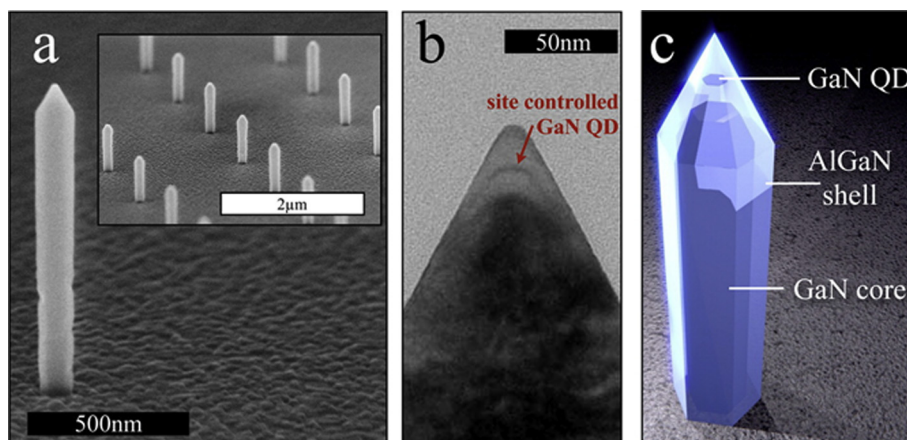 a
2μm
500nm
b
50nm
site controlled
GaN QD
c
GaN QD
AlGaN
shell
GaN core